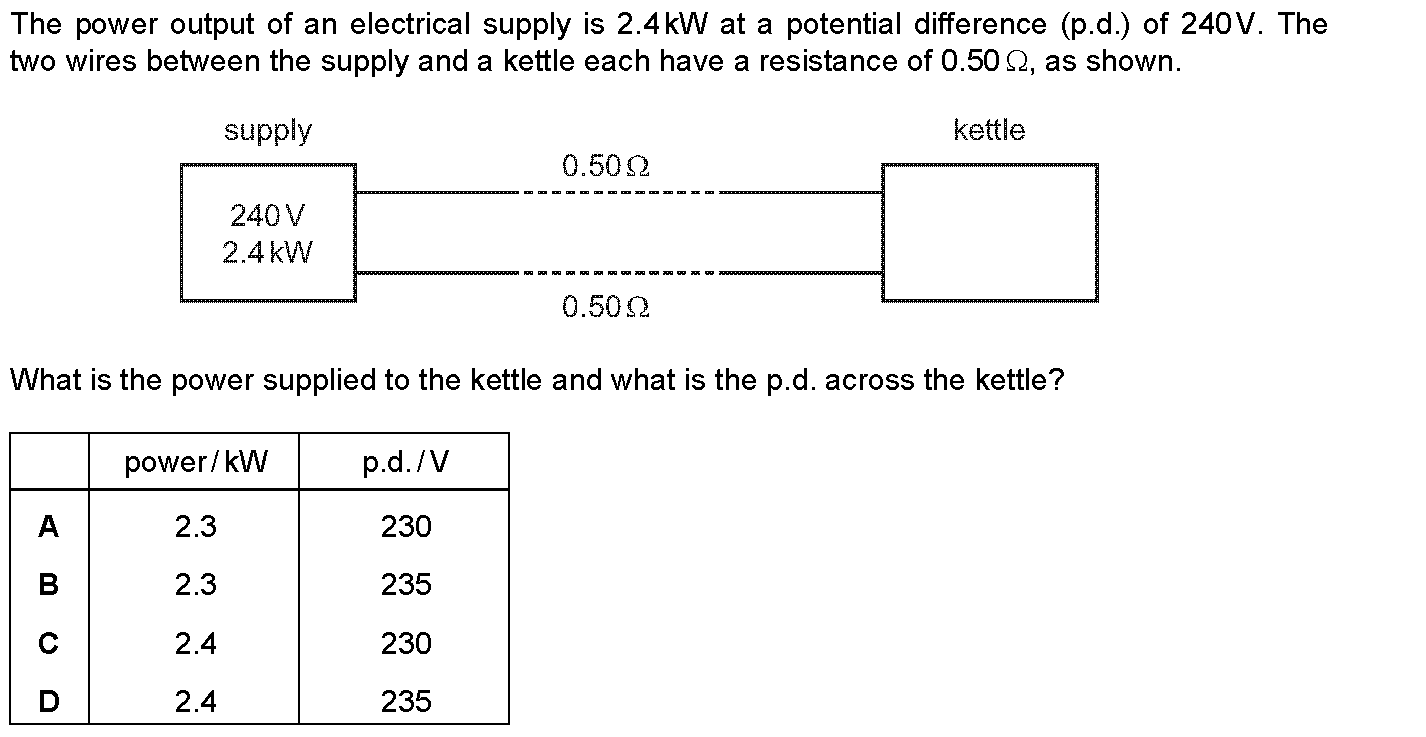 The power output of an electrical supply is 2.4 kW at a potential difference (p.d.) of 240 V. The
two wires between the supply and a kettle each have a resistance of 0.50 Ω, as shown.
supply
kettle
0.50 Ω
240 V
2.4 kW
0.50 Ω
What is the power supplied to the kettle and what is the p.d. across the kettle?
power / kW p.d. / V
A 2.3 230
B 2.3 235
C 2.4 230
D 2.4 235